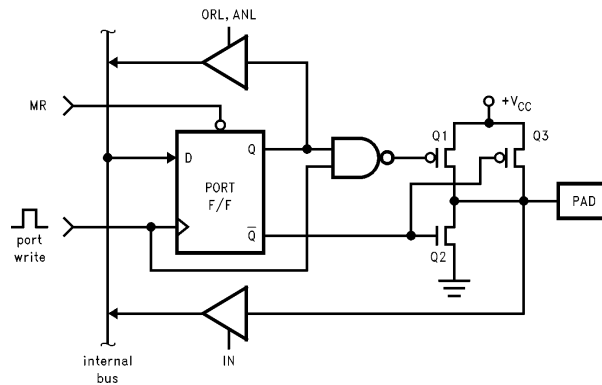 ORL, ANL
+VCC
MR
Q1
Q3
D
Q
PORT
F/F
PAD
port
write
Q̅
Q2
internal
bus
IN